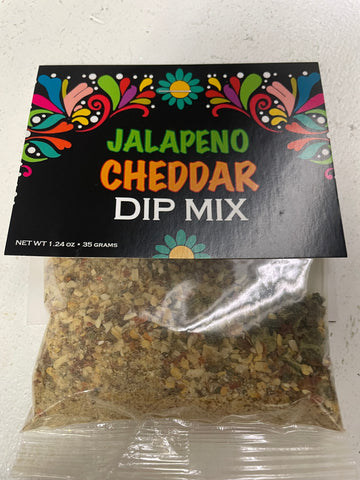 JALAPENO
CHEDDAR
DIP MIX
NET WT 1.24 oz • 35 GRAMS